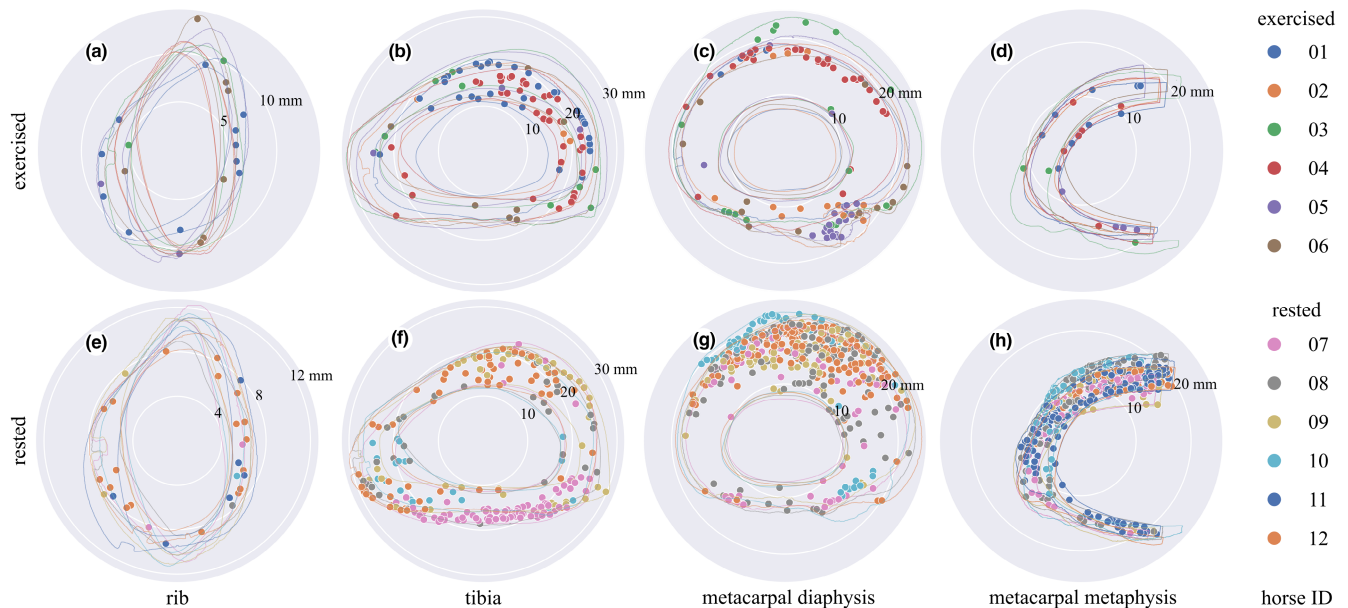 exercised
(a)
10 mm
5
(b)
30 mm
20
10
(c)
20 mm
10
(d)
20 mm
10
exercised
01
02
03
04
05
06
rested
(e)
12 mm
8
4
(f)
30 mm
20
10
(g)
20 mm
10
(h)
20 mm
10
rested
07
08
09
10
11
12
rib
tibia
metacarpal diaphysis
metacarpal metaphysis
horse ID